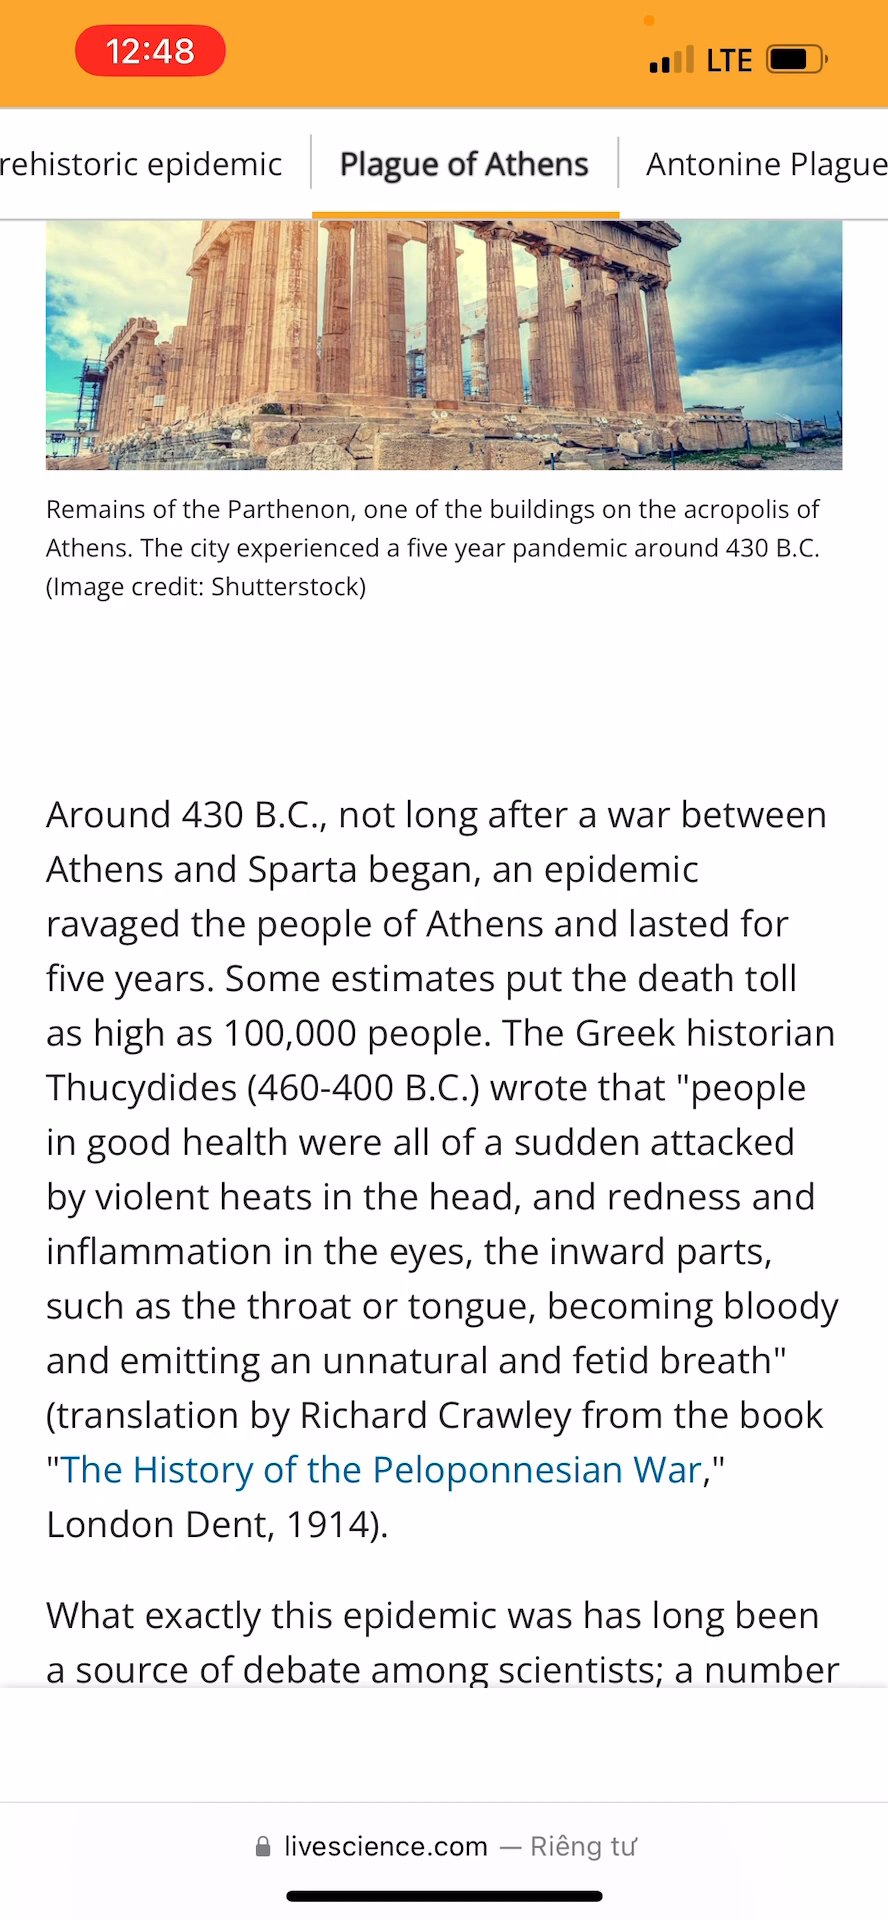 12:48
LTE
rehistoric epidemic
Plague of Athens
Antonine Plague
Remains of the Parthenon, one of the buildings on the acropolis of
Athens. The city experienced a five year pandemic around 430 B.C.
(Image credit: Shutterstock)
Around 430 B.C., not long after a war between
Athens and Sparta began, an epidemic
ravaged the people of Athens and lasted for
five years. Some estimates put the death toll
as high as 100,000 people. The Greek historian
Thucydides (460-400 B.C.) wrote that "people
in good health were all of a sudden attacked
by violent heats in the head, and redness and
inflammation in the eyes, the inward parts,
such as the throat or tongue, becoming bloody
and emitting an unnatural and fetid breath"
(translation by Richard Crawley from the book
"The History of the Peloponnesian War,"
London Dent, 1914).
What exactly this epidemic was has long been
a source of debate among scientists; a number
livescience.com — Riêng tư